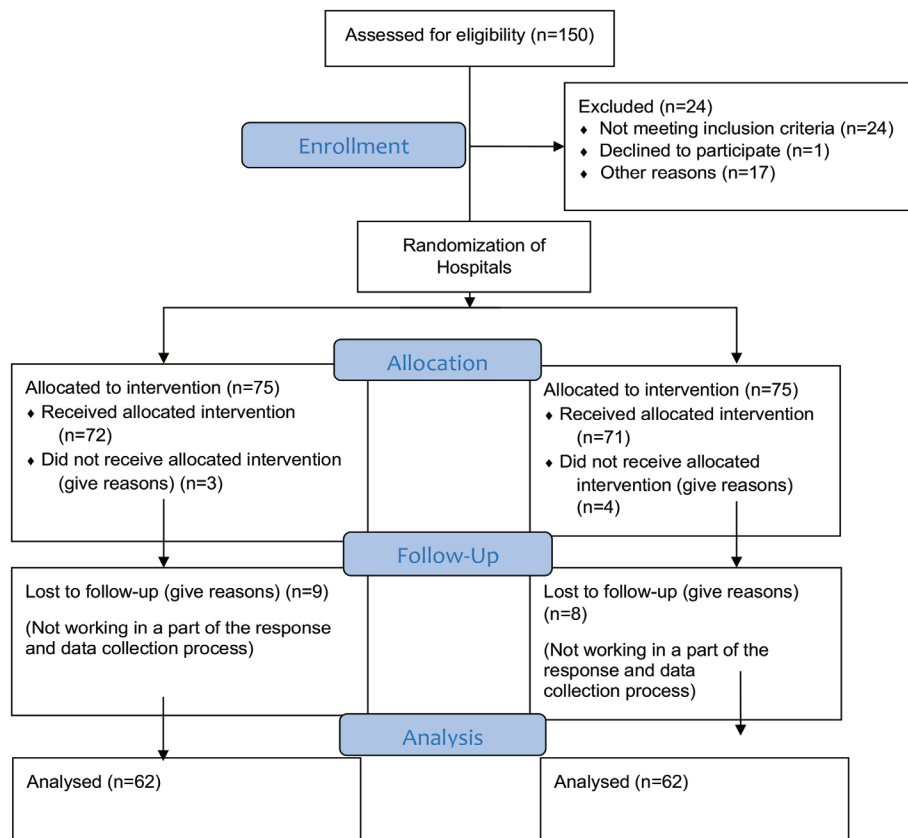 Assessed for eligibility (n=150)
Excluded (n=24)
♦ Not meeting inclusion criteria (n=24)
♦ Declined to participate (n=1)
♦ Other reasons (n=17)
Enrollment
Randomization of
Hospitals
Allocation
Allocated to intervention (n=75)
♦ Received allocated intervention
(n=72)
♦ Did not receive allocated intervention
(give reasons) (n=3)
Allocated to intervention (n=75)
♦ Received allocated intervention
(n=71)
♦ Did not receive allocated
intervention (give reasons)
(n=4)
Follow-Up
Lost to follow-up (give reasons) (n=9)
(Not working in a part of the response
and data collection process)
Lost to follow-up (give reasons)
(n=8)
(Not working in a part of the
response and data
collection process)
Analysis
Analysed (n=62)
Analysed (n=62)